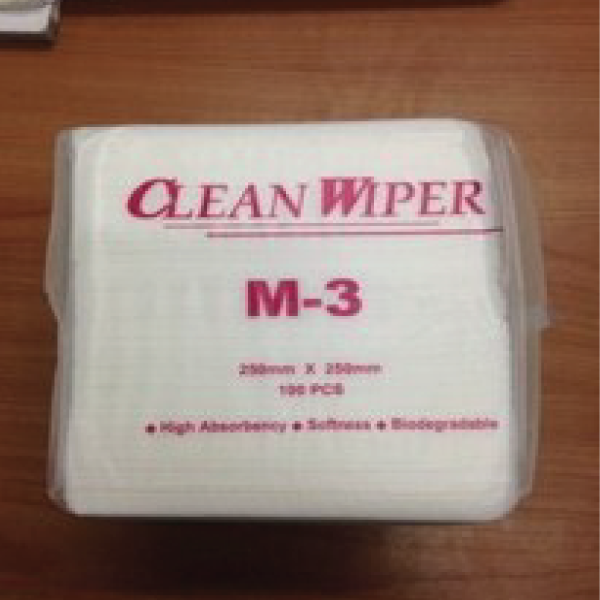 CLEAN WIPER
M-3
250mm X 250mm
100 PCS
◆ High Absorbency ◆ Softness ◆ Biodegradable